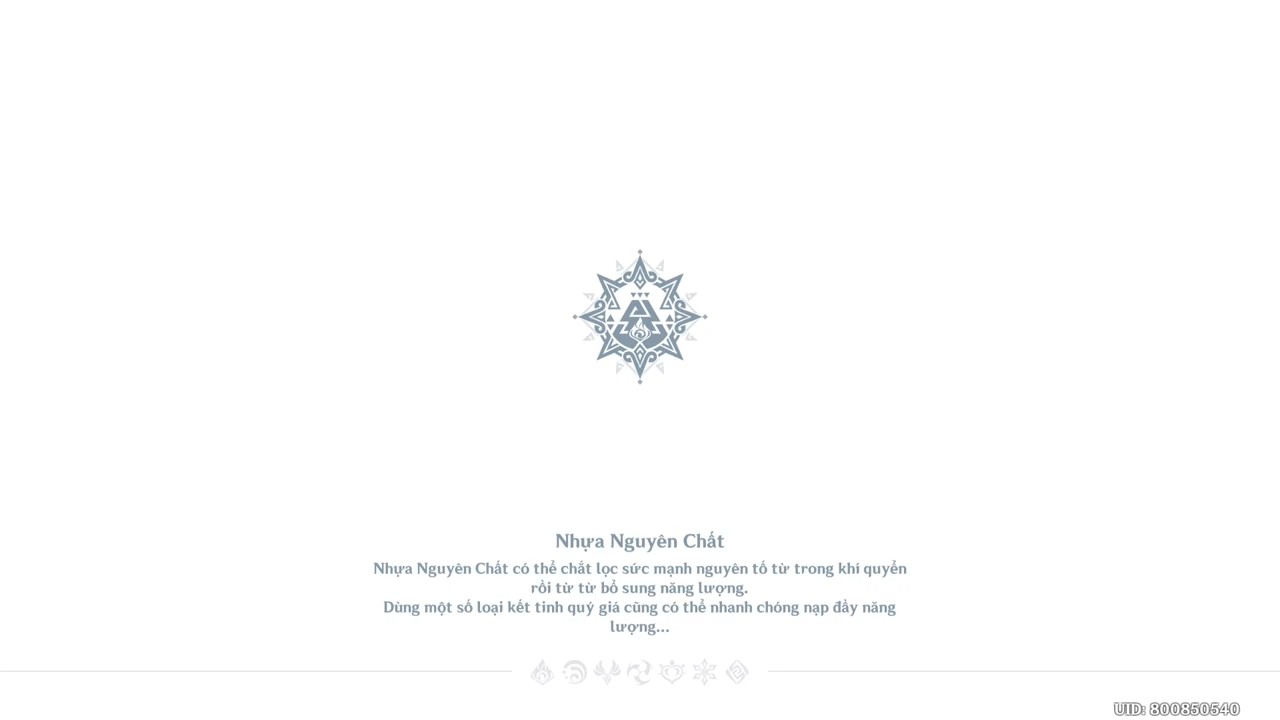 Nhựa Nguyên Chất
Nhựa Nguyên Chất có thể chắt lọc sức mạnh nguyên tố từ trong khí quyển
rồi từ từ bổ sung năng lượng.
Dùng một số loại kết tinh quý giá cũng có thể nhanh chóng nạp đầy năng
lượng...
UID: 800850540